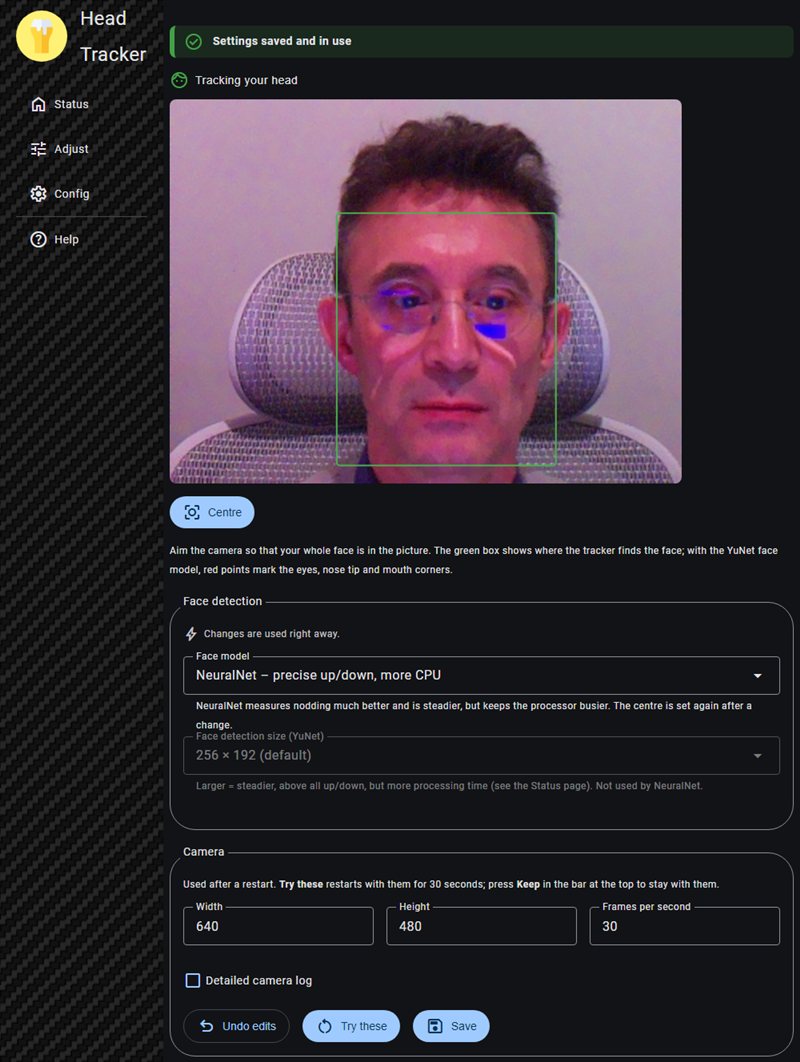 Head
Tracker
Status
Adjust
Config
Help
Settings saved and in use
Tracking your head
Centre
Aim the camera so that your whole face is in the picture. The green box shows where the tracker finds the face; with the YuNet face
model, red points mark the eyes, nose tip and mouth corners.
Face detection
Changes are used right away.
Face model
NeuralNet – precise up/down, more CPU
NeuralNet measures nodding much better and is steadier, but keeps the processor busier. The centre is set again after a
change.
Face detection size (YuNet)
256 × 192 (default)
Larger = steadier, above all up/down, but more processing time (see the Status page). Not used by NeuralNet.
Camera
Used after a restart. Try these restarts with them for 30 seconds; press Keep in the bar at the top to stay with them.
Width
640
Height
480
Frames per second
30
Detailed camera log
Undo edits
Try these
Save